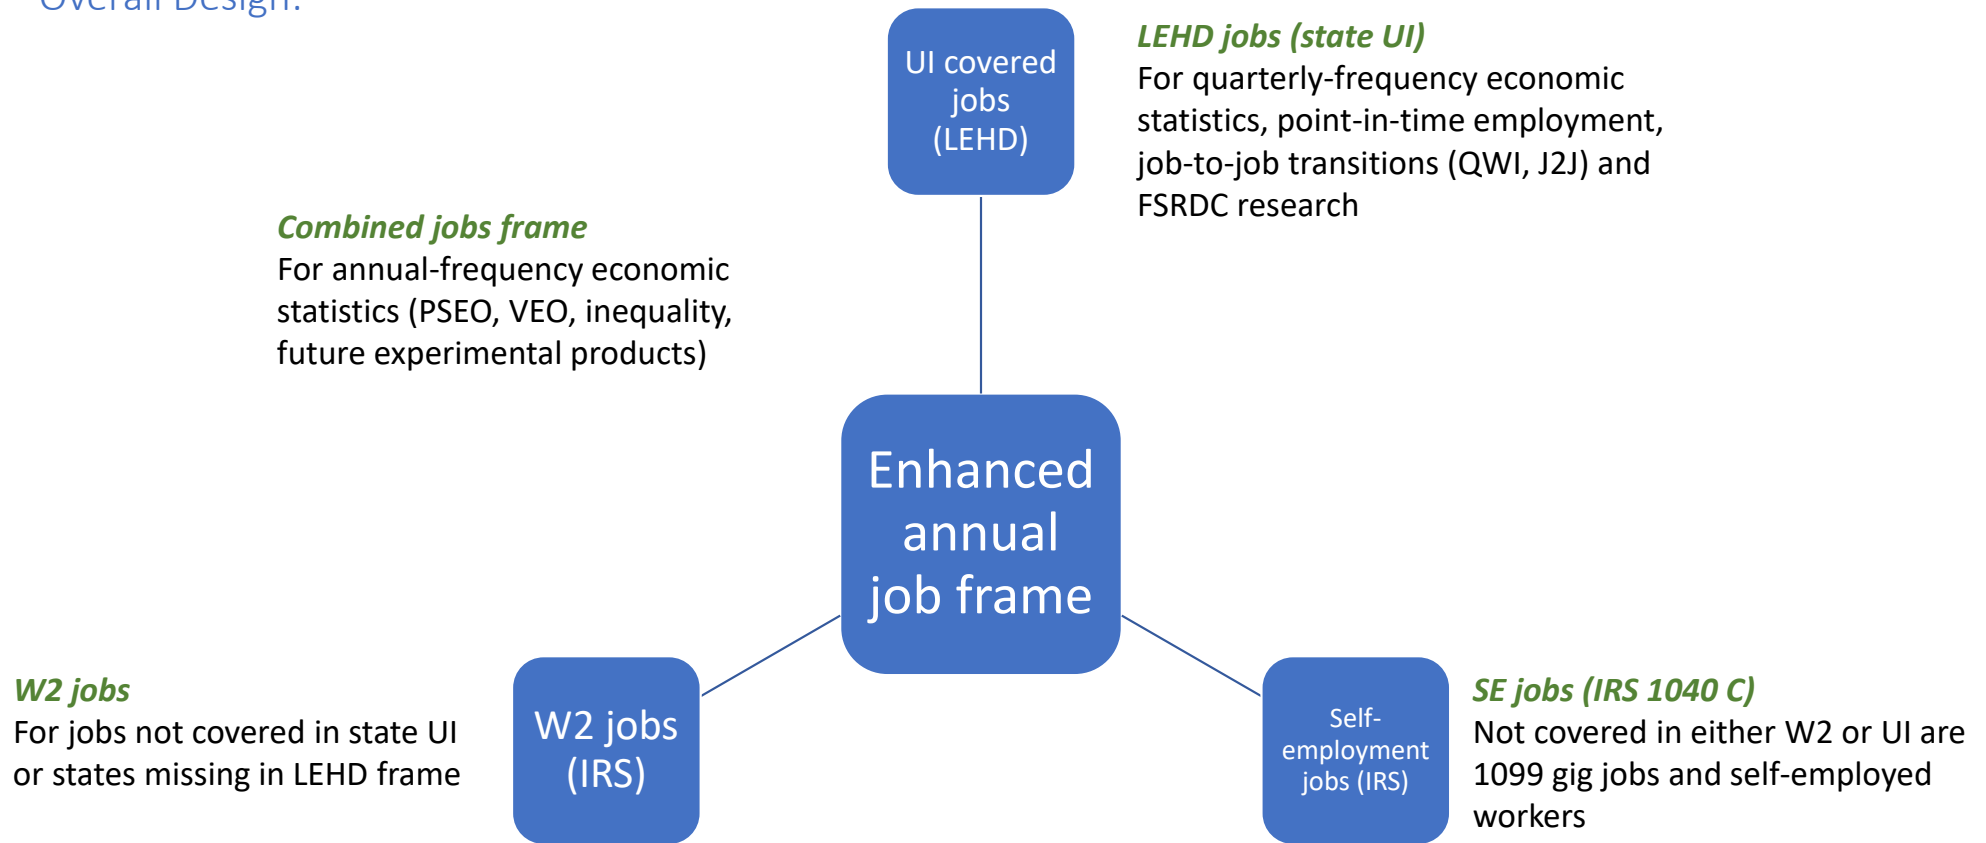 Overall Design:
UI covered
jobs
(LEHD)
LEHD jobs (state UI)
For quarterly-frequency economic
statistics, point-in-time employment,
job-to-job transitions (QWI, J2J) and
FSRDC research
Combined jobs frame
For annual-frequency economic
statistics (PSEO, VEO, inequality,
future experimental products)
Enhanced
annual
job frame
W2 jobs
For jobs not covered in state UI
or states missing in LEHD frame
W2 jobs
(IRS)
Self-
employment
jobs (IRS)
SE jobs (IRS 1040 C)
Not covered in either W2 or UI are
1099 gig jobs and self-employed
workers